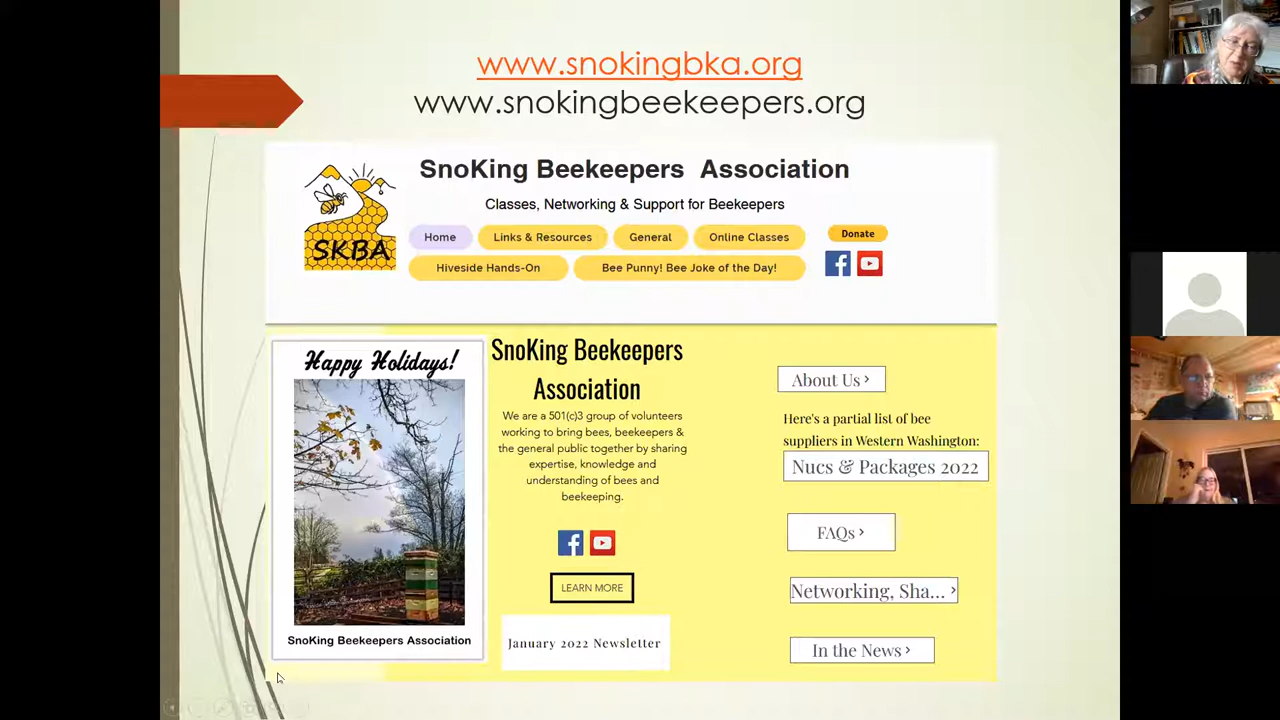 www.snokingbka.org
www.snokingbeekeepers.org
SKBA
SnoKing Beekeepers Association
Classes, Networking & Support for Beekeepers
Home
Links & Resources
General
Online Classes
Donate
Hiveside Hands-On
Bee Punny! Bee Joke of the Day!
Happy Holidays!
SnoKing Beekeepers Association
SnoKing Beekeepers
Association
We are a 501(c)3 group of volunteers
working to bring bees, beekeepers &
the general public together by sharing
expertise, knowledge and
understanding of bees and
beekeeping.
LEARN MORE
January 2022 Newsletter
About Us >
Here's a partial list of bee
suppliers in Western Washington:
Nucs & Packages 2022
FAQs >
Networking, Sha... >
In the News >